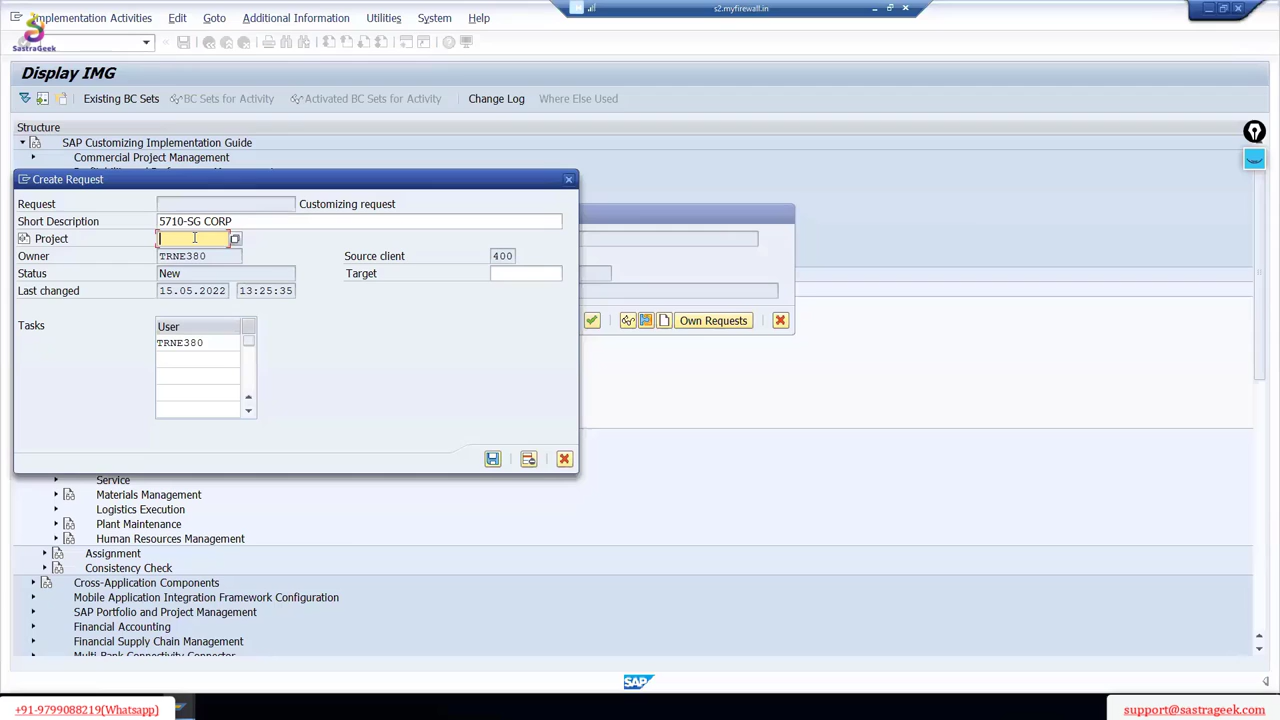 Implementation Activities Edit Goto Additional Information Utilities System Help
s2.myfirewall.in
SastraGeek
Display IMG
Existing BC Sets BC Sets for Activity Activated BC Sets for Activity Change Log Where Else Used
Structure
SAP Customizing Implementation Guide
Commercial Project Management
Create Request
Request Customizing request
Short Description 5710-SG CORP
Project
Owner TRNE380 Source client 400
Status New Target
Last changed 15.05.2022 13:25:35
Own Requests
Tasks User
TRNE380
Service
Materials Management
Logistics Execution
Plant Maintenance
Human Resources Management
Assignment
Consistency Check
Cross-Application Components
Mobile Application Integration Framework Configuration
SAP Portfolio and Project Management
Financial Accounting
Financial Supply Chain Management
Multi-Bank Connectivity Connector
SAP
+91-9799088219(Whatsapp)
support@sastrageek.com